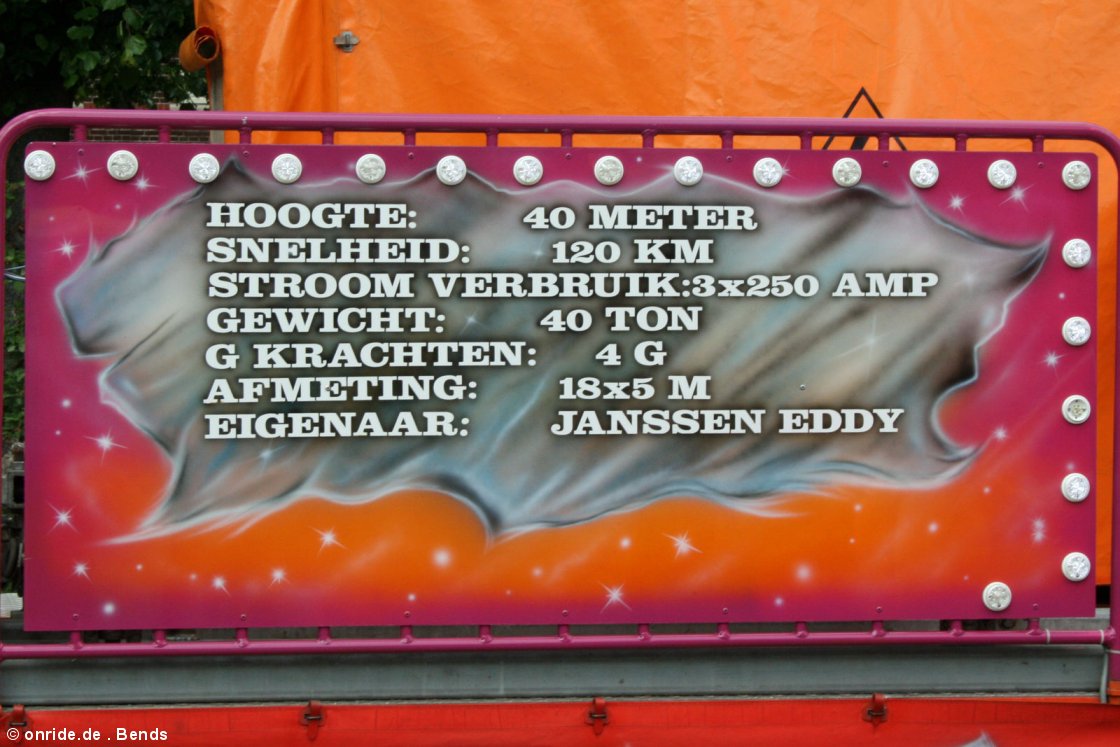 HOOGTE: 40 METER
SNELHEID: 120 KM
STROOM VERBRUIK:3x250 AMP
GEWICHT: 40 TON
G KRACHTEN: 4 G
AFMETING: 18x5 M
EIGENAAR: JANSSEN EDDY
© onride.de . Bends